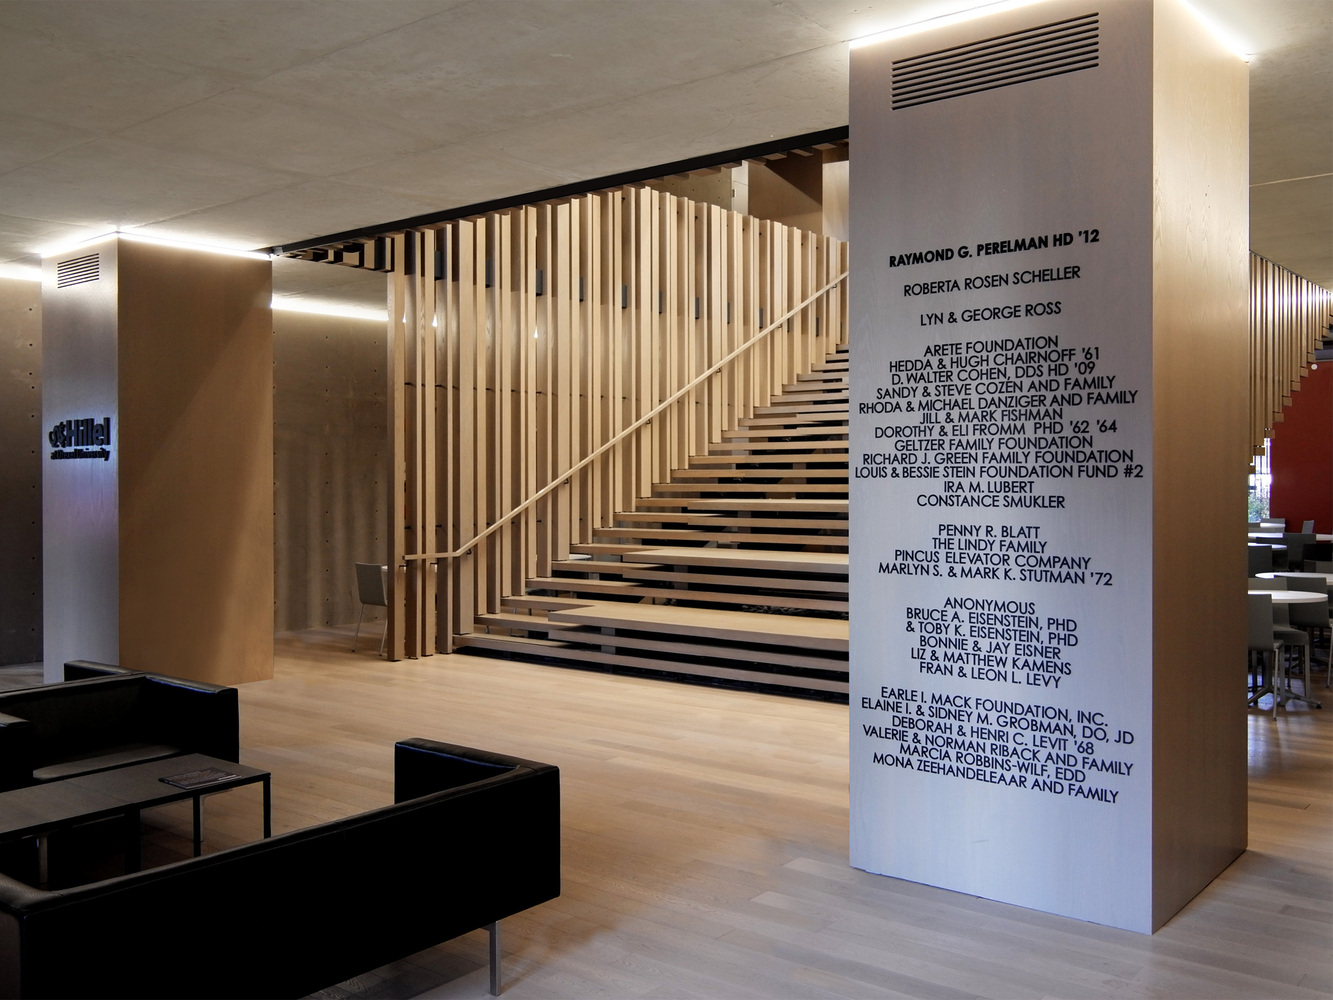 Hillel
RAYMOND G. PERELMAN HD '12
ROBERTA ROSEN SCHELLER
LYN & GEORGE ROSS
ARETE FOUNDATION
HEDDA & HUGH CHAIRNOFF '61
D. WALTER COHEN, DDS HD '09
SANDY & STEVE COZEN AND FAMILY
RHODA & MICHAEL DANZIGER AND FAMILY
JILL & MARK FISHMAN
DOROTHY & ELI FROMM PHD '62 '64
GELTZER FAMILY FOUNDATION
RICHARD J. GREEN FAMILY FOUNDATION
LOUIS & BESSIE STEIN FOUNDATION FUND #2
IRA M. LUBERT
CONSTANCE SMUKLER
PENNY R. BLATT
THE LINDY FAMILY
PINCUS ELEVATOR COMPANY
MARLYN S. & MARK K. STUTMAN '72
ANONYMOUS
BRUCE A. EISENSTEIN, PHD
& TOBY K. EISENSTEIN, PHD
BONNIE & JAY EISNER
LIZ & MATTHEW KAMENS
FRAN & LEON L. LEVY
EARLE I. MACK FOUNDATION, INC.
ELAINE I. & SIDNEY M. GROBMAN, DO, JD
DEBORAH & HENRI C. LEVIT '68
VALERIE & NORMAN RIBACK AND FAMILY
MARCIA ROBBINS-WILF, EDD
MONA ZEEHANDELEAAR AND FAMILY